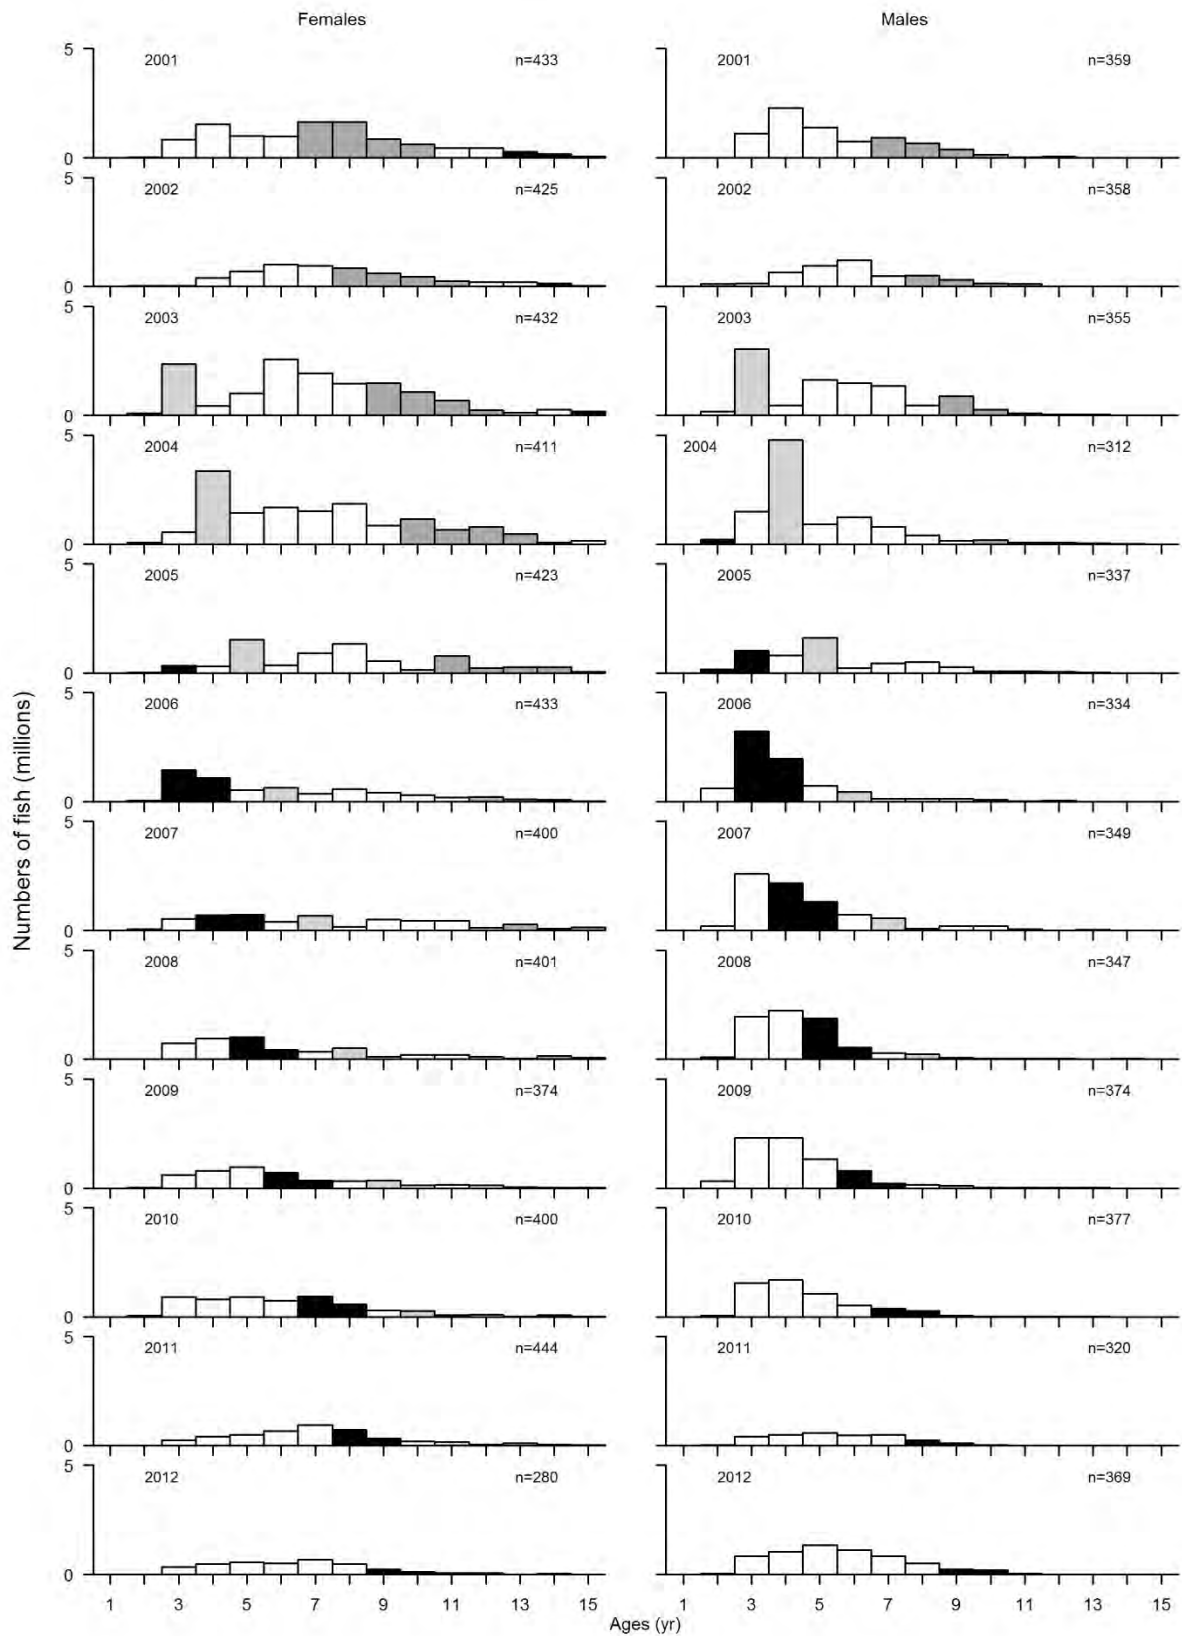 Females Males
5 2001 n=433 2001 n=359
0
5 2002 n=425 2002 n=358
0
5 2003 n=432 2003 n=355
0
5 2004 n=411 2004 n=312
0
5 2005 n=423 2005 n=337
0
5 2006 n=433 2006 n=334
0
5 2007 n=400 2007 n=349
0
5 2008 n=401 2008 n=347
0
5 2009 n=374 2009 n=374
0
5 2010 n=400 2010 n=377
0
5 2011 n=444 2011 n=320
0
5 2012 n=280 2012 n=369
0
1 3 5 7 9 11 13 15 1 3 5 7 9 11 13 15
Ages (yr)
Numbers of fish (millions)